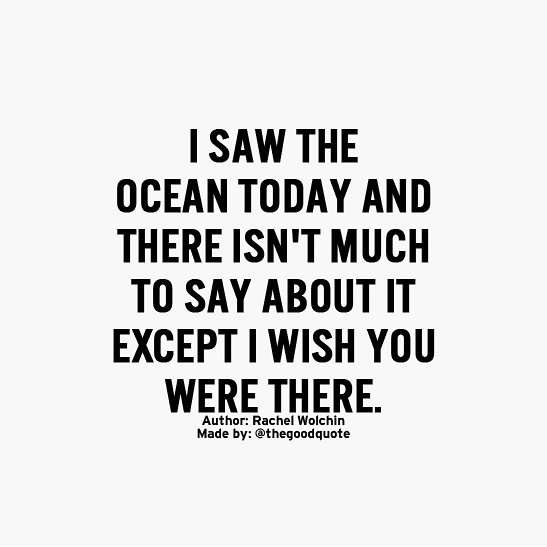 I SAW THE
OCEAN TODAY AND
THERE ISN'T MUCH
TO SAY ABOUT IT
EXCEPT I WISH YOU
WERE THERE.
Author: Rachel Wolchin
Made by: @thegoodquote